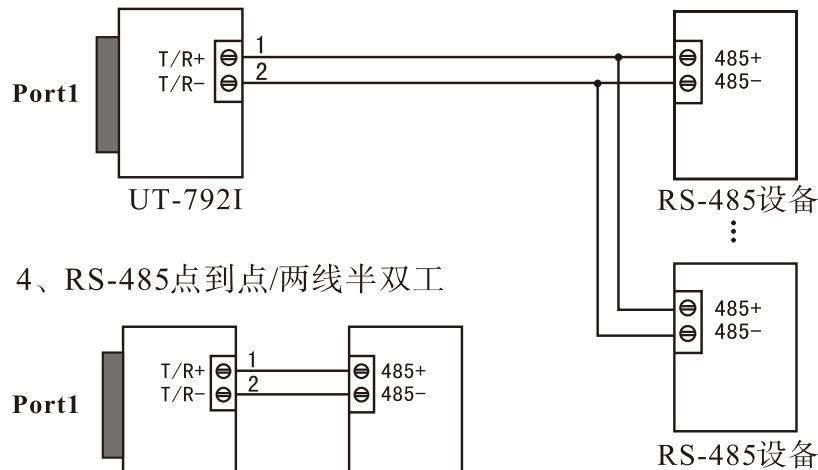 T/R+ 1 485+
T/R- 2 485-
Port1
UT-792I
RS-485设备
4、RS-485点到点/两线半双工
485+
485-
RS-485设备
T/R+ 1 485+
T/R- 2 485-
Port1